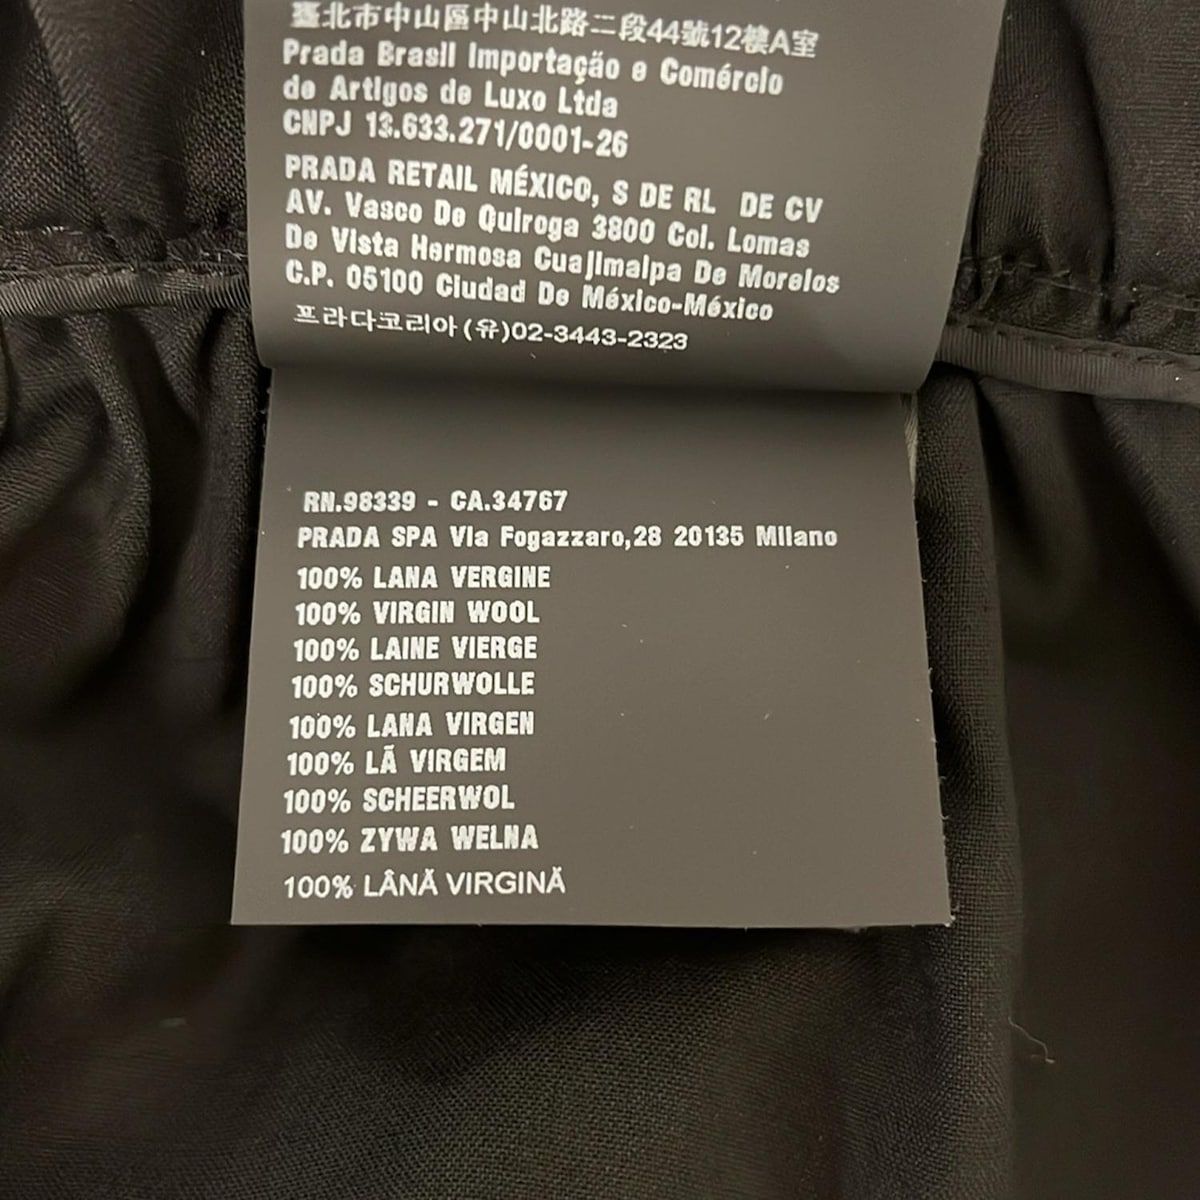 臺北市中山區中山北路二段44號12樓A室
Prada Brasil Importação e Comércio
de Artigos de Luxo Ltda
CNPJ 13.633.271/0001-26
PRADA RETAIL MÉXICO, S DE RL DE CV
AV. Vasco De Quiroga 3800 Col. Lomas
De Vista Hermosa Cuajimalpa De Morelos
C.P. 05100 Ciudad De México-México
프라다코리아(유)02-3443-2323
RN.98339 - CA.34767
PRADA SPA Via Fogazzaro,28 20135 Milano
100% LANA VERGINE
100% VIRGIN WOOL
100% LAINE VIERGE
100% SCHURWOLLE
100% LANA VIRGEN
100% LÃ VIRGEM
100% SCHEERWOL
100% ZYWA WELNA
100% LÂNĂ VIRGINĂ